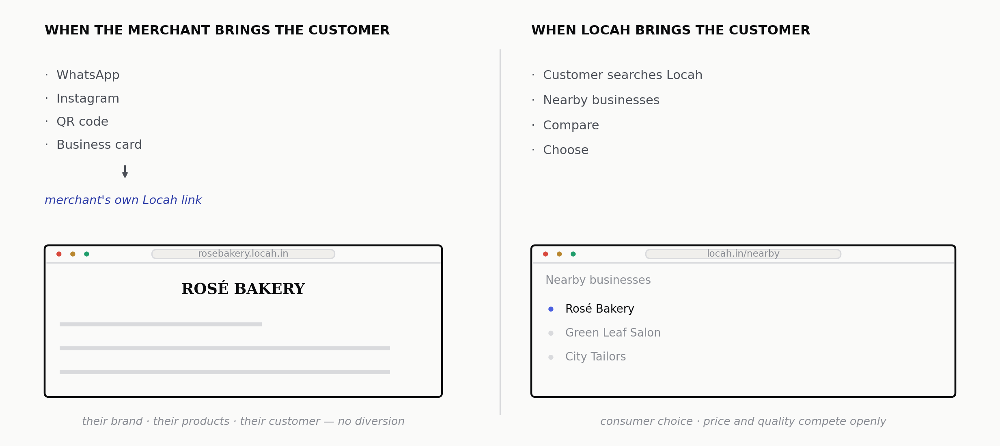 WHEN THE MERCHANT BRINGS THE CUSTOMER
· WhatsApp
· Instagram
· QR code
· Business card
merchant's own Locah link
rosebakery.locah.in
ROSÉ BAKERY
their brand · their products · their customer — no diversion
WHEN LOCAH BRINGS THE CUSTOMER
· Customer searches Locah
· Nearby businesses
· Compare
· Choose
locah.in/nearby
Nearby businesses
Rosé Bakery
Green Leaf Salon
City Tailors
consumer choice · price and quality compete openly